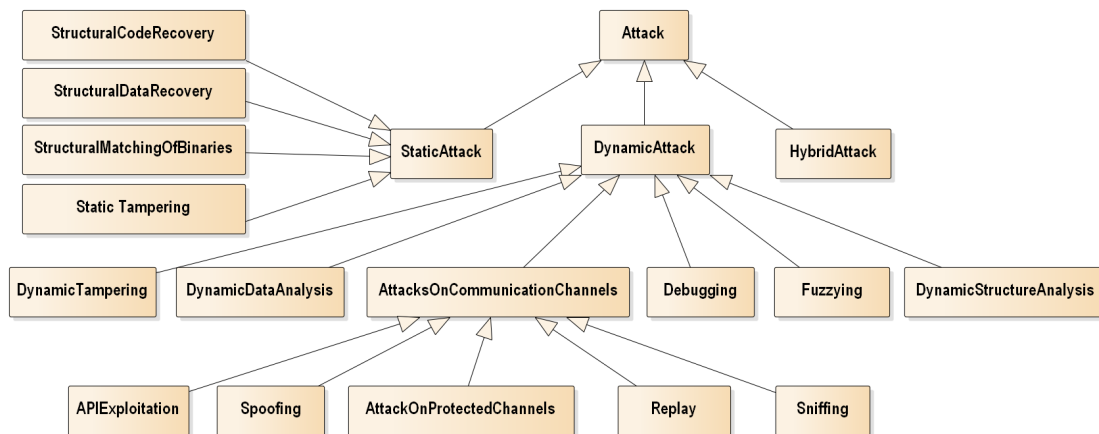 StructuralCodeRecovery
Attack
StructuralDataRecovery
StructuralMatchingOfBinaries
StaticAttack
DynamicAttack
HybridAttack
Static Tampering
DynamicTampering
DynamicDataAnalysis
AttacksOnCommunicationChannels
Debugging
Fuzzying
DynamicStructureAnalysis
APIExploitation
Spoofing
AttackOnProtectedChannels
Replay
Sniffing